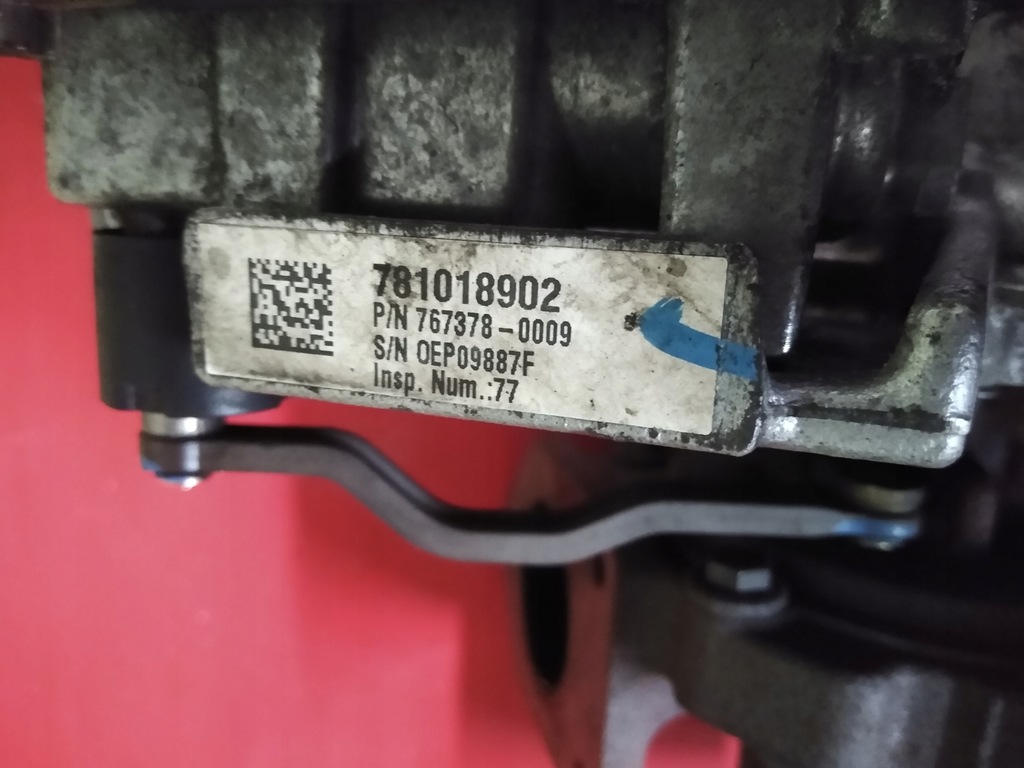 781018902
P/N 767378-0009
S/N 0EP09887F
Insp. Num.:77